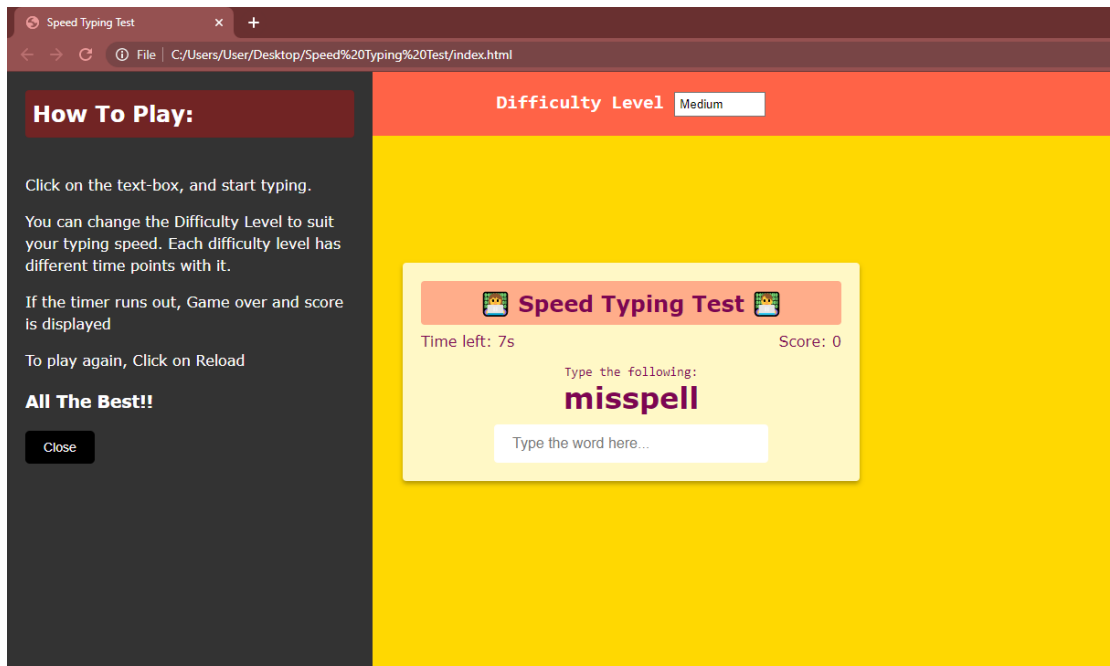 Speed Typing Test
File
C:/Users/User/Desktop/Speed%20Typing%20Test/index.html
How To Play:
Click on the text-box, and start typing.
You can change the Difficulty Level to suit
your typing speed. Each difficulty level has
different time points with it.
If the timer runs out, Game over and score
is displayed
To play again, Click on Reload
All The Best!!
Close
Difficulty Level Medium
Speed Typing Test
Time left: 7s Score: 0
Type the following:
misspell
Type the word here...